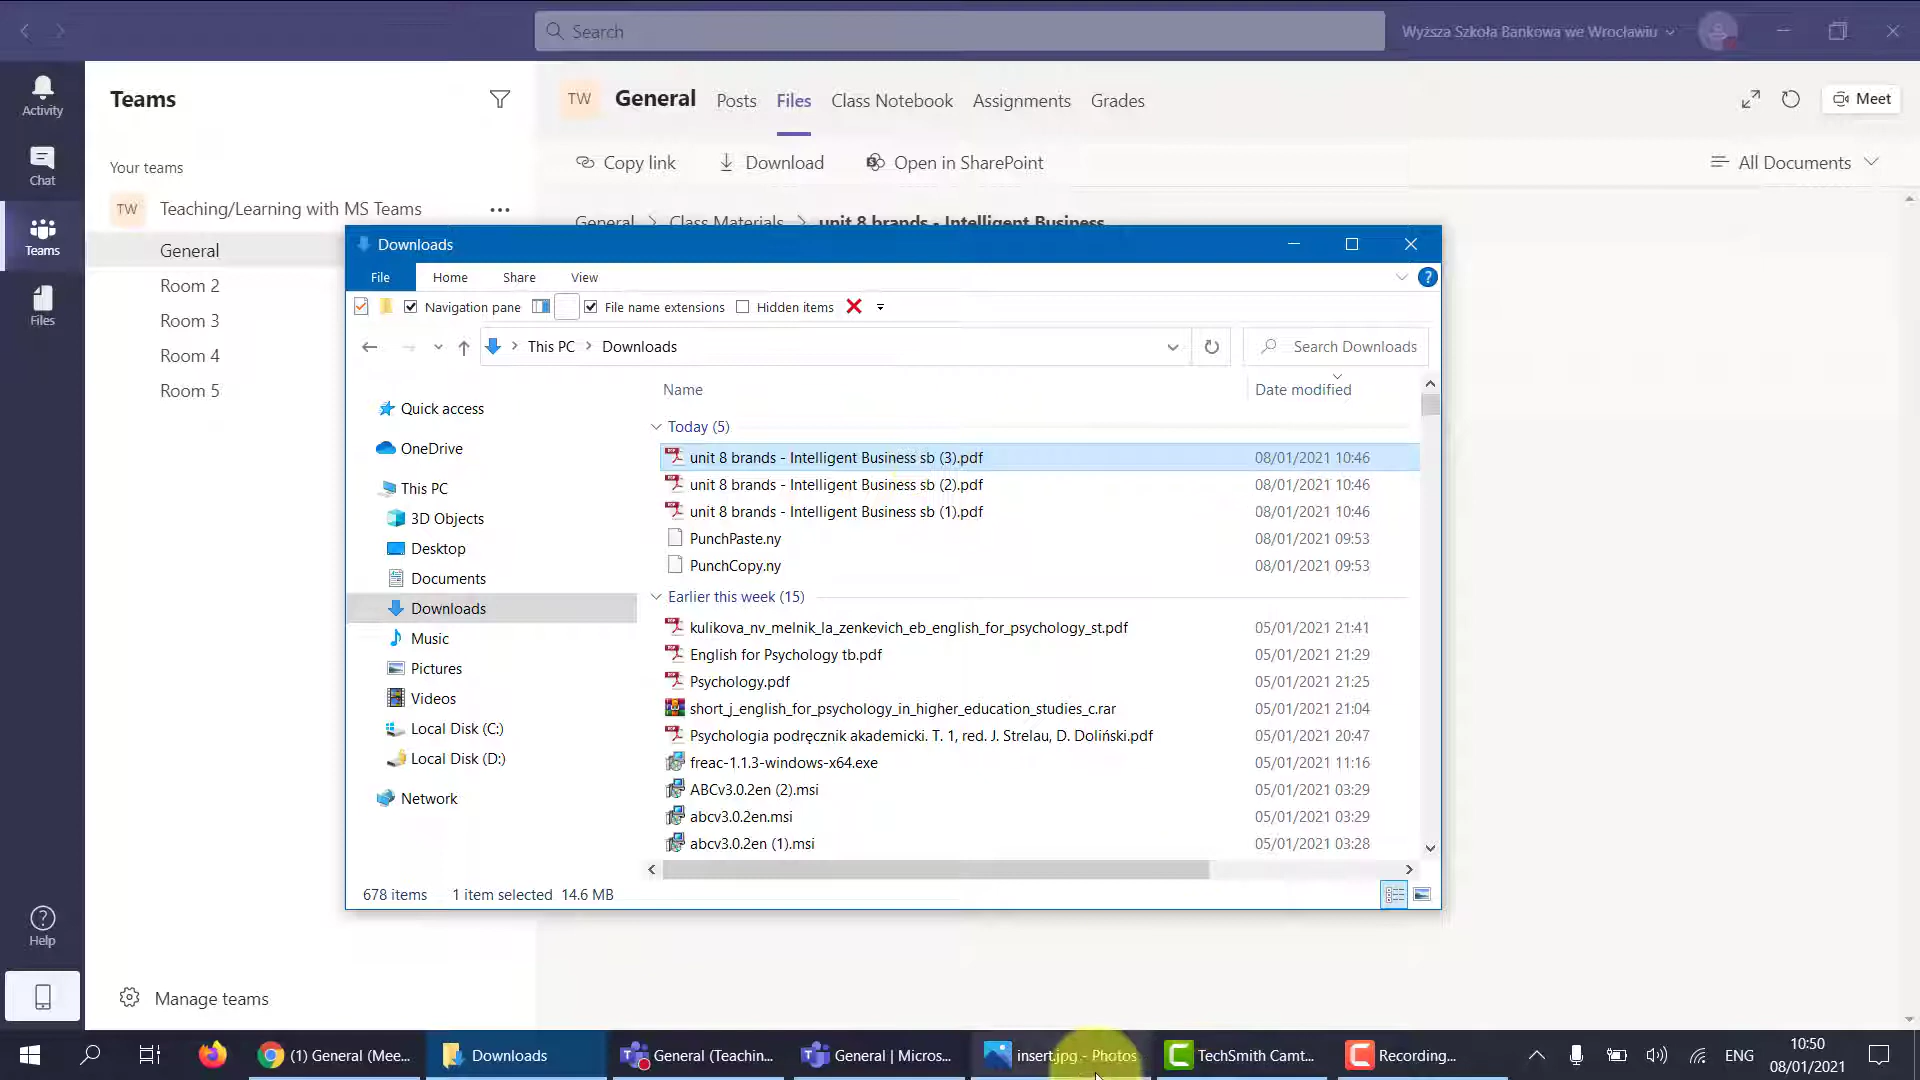 Search
Wyższa Szkoła Bankowa we Wrocławiu
Activity
Chat
Teams
Files
Help
Teams
Your teams
TW Teaching/Learning with MS Teams
General
Room 2
Room 3
Room 4
Room 5
Manage teams
TW General Posts Files Class Notebook Assignments Grades Meet
Copy link Download Open in SharePoint All Documents
General > Class Materials > unit 8 brands - Intelligent Business
Downloads
File Home Share View
Navigation pane File name extensions Hidden items
This PC > Downloads Search Downloads
Quick access
OneDrive
This PC
3D Objects
Desktop
Documents
Downloads
Music
Pictures
Videos
Local Disk (C:)
Local Disk (D:)
Network
Name Date modified
Today (5)
unit 8 brands - Intelligent Business sb (3).pdf 08/01/2021 10:46
unit 8 brands - Intelligent Business sb (2).pdf 08/01/2021 10:46
unit 8 brands - Intelligent Business sb (1).pdf 08/01/2021 10:46
PunchPaste.ny 08/01/2021 09:53
PunchCopy.ny 08/01/2021 09:53
Earlier this week (15)
kulikova_nv_melnik_la_zenkevich_eb_english_for_psychology_st.pdf 05/01/2021 21:41
English for Psychology tb.pdf 05/01/2021 21:29
Psychology.pdf 05/01/2021 21:25
short_j_english_for_psychology_in_higher_education_studies_c.rar 05/01/2021 21:04
Psychologia podręcznik akademicki. T. 1, red. J. Strelau, D. Doliński.pdf 05/01/2021 20:47
freac-1.1.3-windows-x64.exe 05/01/2021 11:16
ABCv3.0.2en (2).msi 05/01/2021 03:29
abcv3.0.2en.msi 05/01/2021 03:29
abcv3.0.2en (1).msi 05/01/2021 03:28
678 items 1 item selected 14.6 MB
(1) General (Mee... Downloads General (Teachin... General | Micros... insert.jpg - Photos TechSmith Camt... Recording... ENG 10:50
08/01/2021